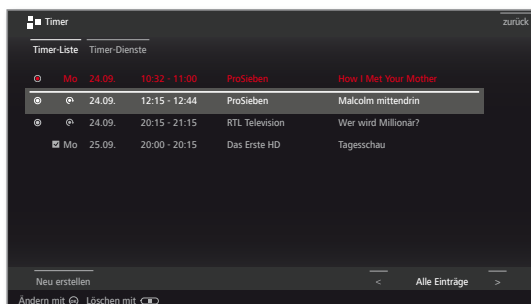 Timer zurück
Timer-Liste Timer-Dienste
Mo 24.09. 10:32 - 11:00 ProSieben How I Met Your Mother
24.09. 12:15 - 12:44 ProSieben Malcolm mittendrin
24.09. 20:15 - 21:15 RTL Television Wer wird Millionär?
Mo 25.09. 20:00 - 20:15 Das Erste HD Tagesschau
Neu erstellen < Alle Einträge >
Ändern mit OK Löschen mit